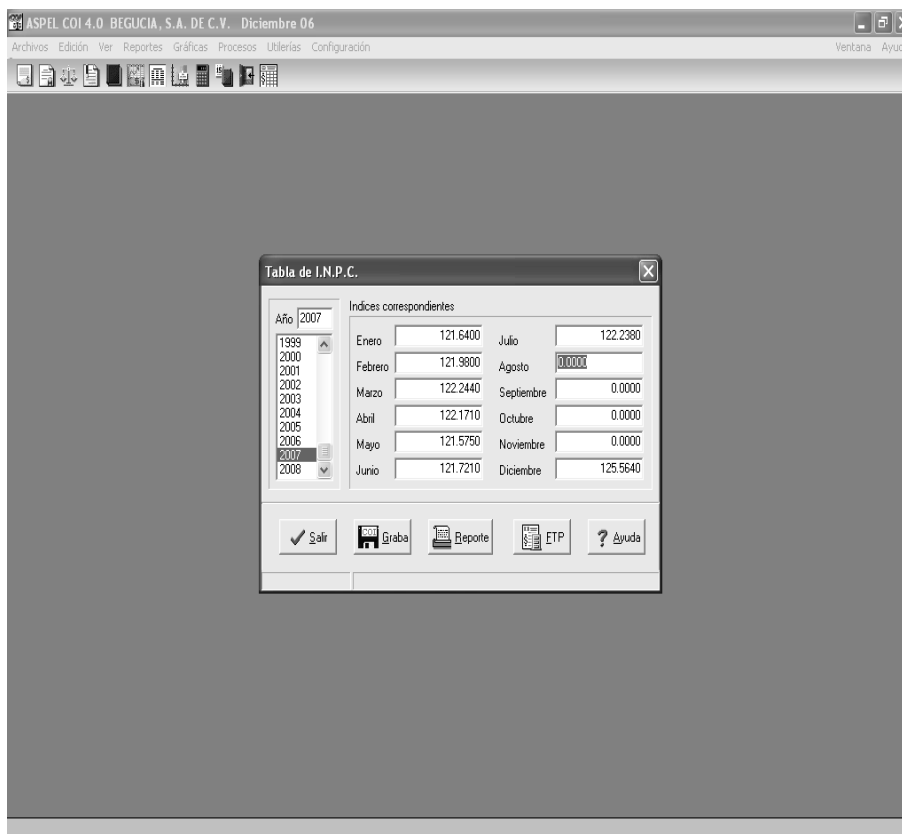 ASPEL COI 4.0 BEGUCIA, S.A. DE C.V. Diciembre 06
Archivos Edición Ver Reportes Gráficas Procesos Utilerías Configuración Ventana Ayud
Tabla de I.N.P.C.
Año 2007
1999
2000
2001
2002
2003
2004
2005
2006
2007
2008
Indices correspondientes
Enero 121.6400 Julio 122.2380
Febrero 121.9800 Agosto 0.0000
Marzo 122.2440 Septiembre 0.0000
Abril 122.1710 Octubre 0.0000
Mayo 121.5750 Noviembre 0.0000
Junio 121.7210 Diciembre 125.5640
Salir Graba Reporte FTP Ayuda